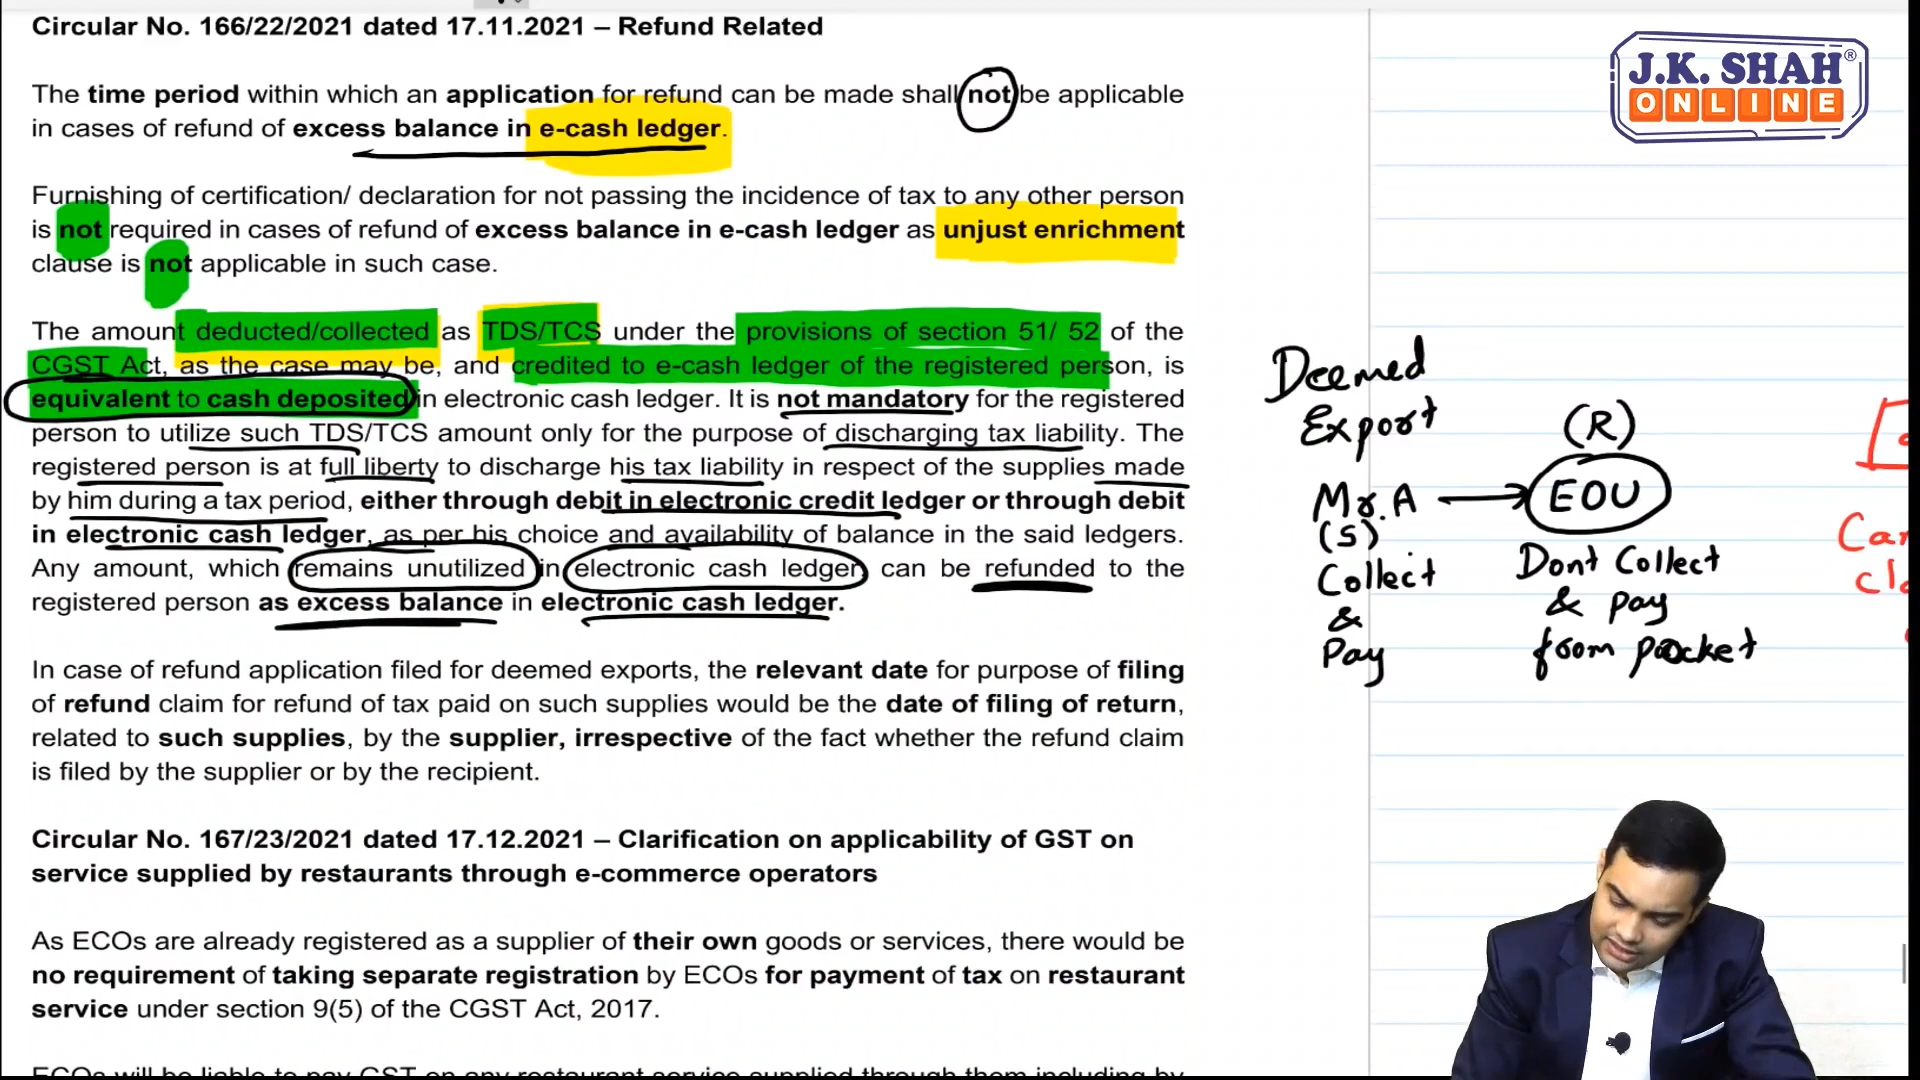 Circular No. 166/22/2021 dated 17.11.2021 – Refund Related
The time period within which an application for refund can be made shall not be applicable
in cases of refund of excess balance in e-cash ledger.
Furnishing of certification/ declaration for not passing the incidence of tax to any other person
is not required in cases of refund of excess balance in e-cash ledger as unjust enrichment
clause is not applicable in such case.
The amount deducted/collected as TDS/TCS under the provisions of section 51/ 52 of the
CGST Act, as the case may be, and credited to e-cash ledger of the registered person, is
equivalent to cash deposited in electronic cash ledger. It is not mandatory for the registered
person to utilize such TDS/TCS amount only for the purpose of discharging tax liability. The
registered person is at full liberty to discharge his tax liability in respect of the supplies made
by him during a tax period, either through debit in electronic credit ledger or through debit
in electronic cash ledger, as per his choice and availability of balance in the said ledgers.
Any amount, which remains unutilized in electronic cash ledger, can be refunded to the
registered person as excess balance in electronic cash ledger.
In case of refund application filed for deemed exports, the relevant date for purpose of filing
of refund claim for refund of tax paid on such supplies would be the date of filing of return,
related to such supplies, by the supplier, irrespective of the fact whether the refund claim
is filed by the supplier or by the recipient.
Circular No. 167/23/2021 dated 17.12.2021 – Clarification on applicability of GST on
service supplied by restaurants through e-commerce operators
As ECOs are already registered as a supplier of their own goods or services, there would be
no requirement of taking separate registration by ECOs for payment of tax on restaurant
service under section 9(5) of the CGST Act, 2017.
ECOs will be liable to pay GST on any restaurant service supplied through them including by
J.K. SHAH®
ONLINE
Deemed
Export
(R)
Mr. A EOU
(S)
Collect
&
Pay
Dont Collect
& pay
from pocket